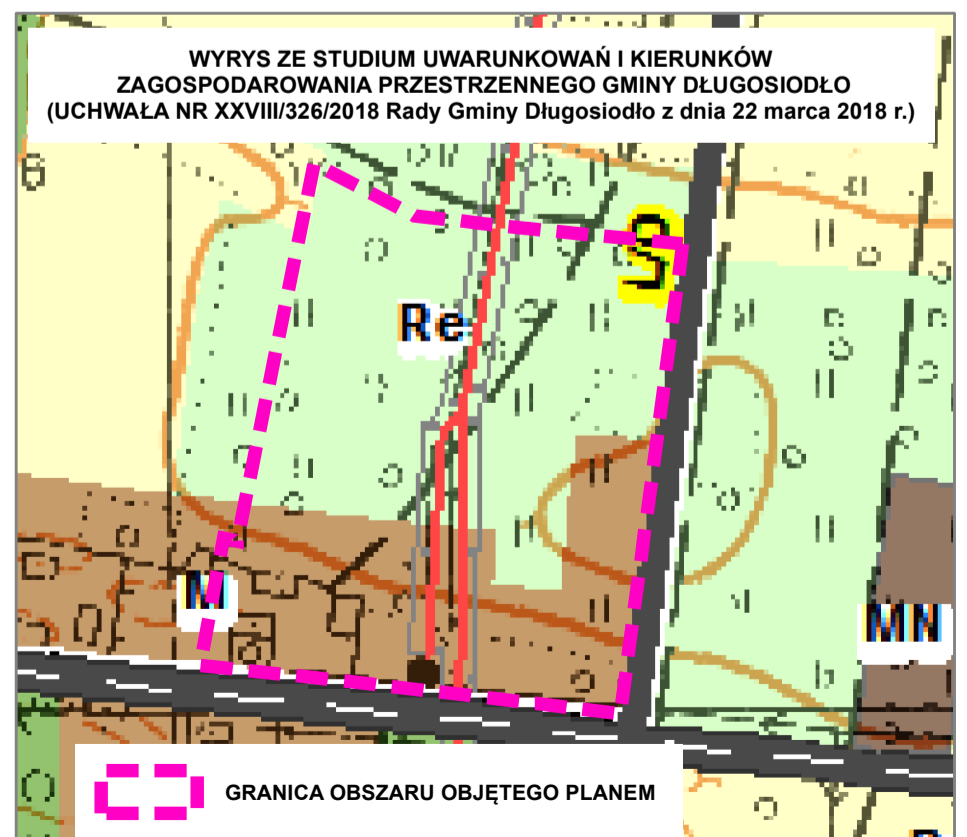 WYRYS ZE STUDIUM UWARUNKOWAŃ I KIERUNKÓW
ZAGOSPODAROWANIA PRZESTRZENNEGO GMINY DŁUGOSIODŁO
(UCHWAŁA NR XXVIII/326/2018 Rady Gminy Długosiodło z dnia 22 marca 2018 r.)
Re
M
MN
GRANICA OBSZARU OBJĘTEGO PLANEM